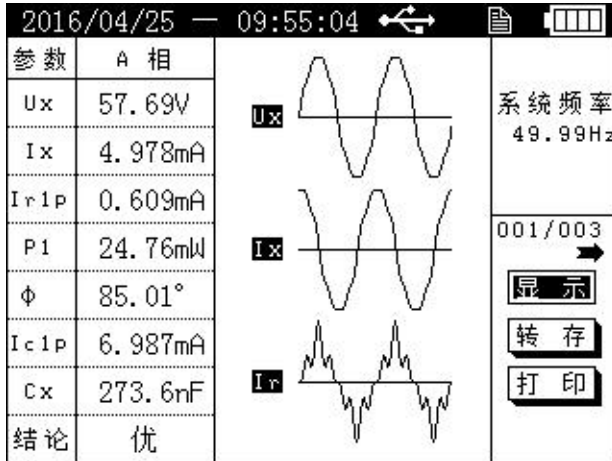 2016/04/25 — 09:55:04
参数 A 相
Ux 57.69V
Ix 4.978mA
Ir1p 0.609mA
P1 24.76mW
Φ 85.01°
Ic1p 6.987mA
Cx 273.6nF
结论 优
Ux
Ix
Ir
系统频率
49.99Hz
001/003
显 示
转 存
打 印